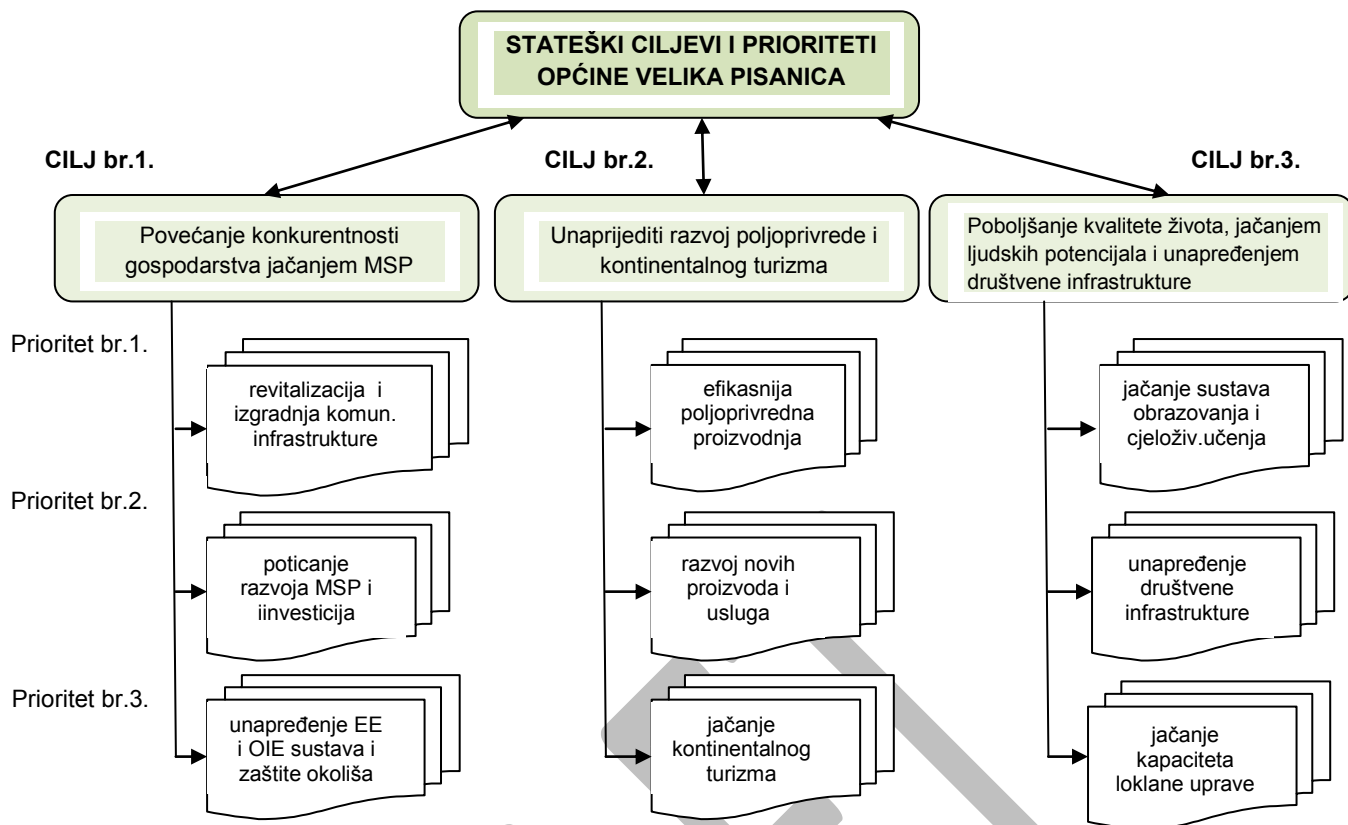 STATEŠKI CILJEVI I PRIORITETI
OPĆINE VELIKA PISANICA
CILJ br.1.
CILJ br.2.
CILJ br.3.
Povećanje konkurentnosti
gospodarstva jačanjem MSP
Unaprijediti razvoj poljoprivrede i
kontinentalnog turizma
Poboljšanje kvalitete života, jačanjem
ljudskih potencijala i unapređenjem
društvene infrastrukture
Prioritet br.1.
revitalizacija i
izgradnja komun.
infrastrukture
efikasnija
poljoprivredna
proizvodnja
jačanje sustava
obrazovanja i
cjeloživ.učenja
Prioritet br.2.
poticanje
razvoja MSP i
iinvesticija
razvoj novih
proizvoda i
usluga
unapređenje
društvene
infrastrukture
Prioritet br.3.
unapređenje EE
i OIE sustava i
zaštite okoliša
jačanje
kontinentalnog
turizma
jačanje
kapaciteta
loklane uprave